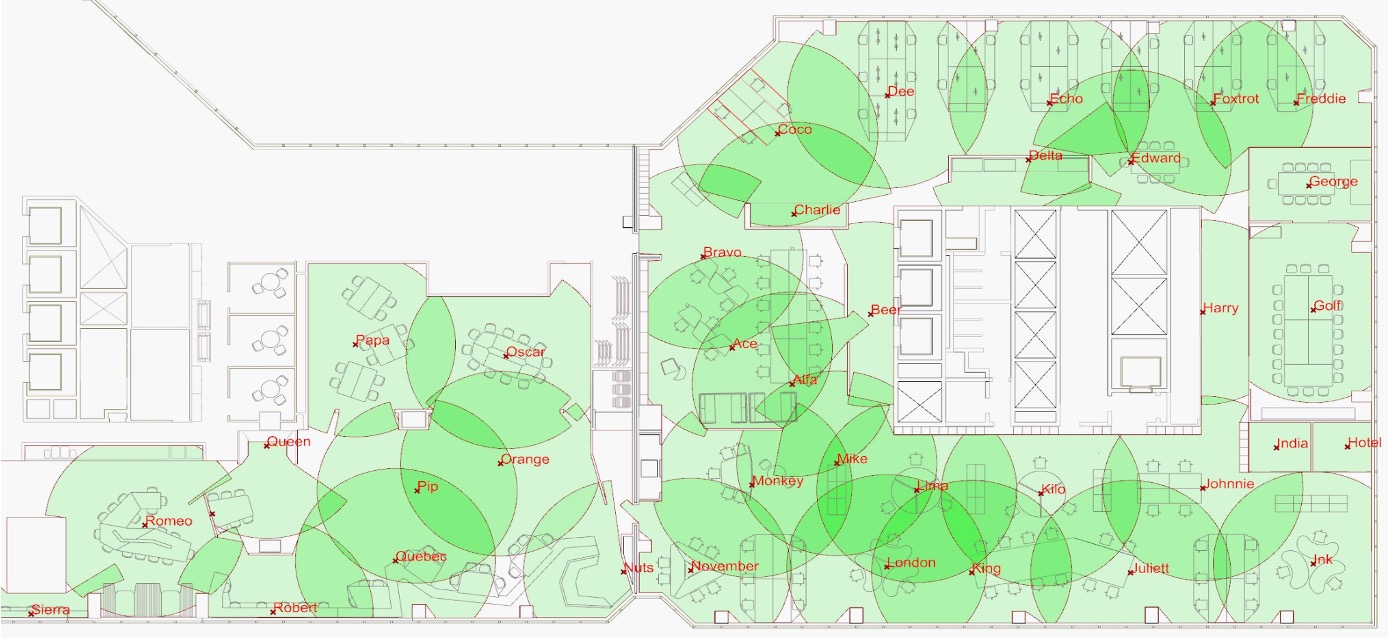 Dee
Echo
Foxtrot
Freddie
Coco
Delta
Edward
George
Charlie
Bravo
Beer
Harry
Golf
Papa
Oscar
Ace
Alfa
Queen
Orange
Mike
India
Hotel
Pip
Monkey
Lima
Kilo
Johnnie
Romeo
Quebec
Nuts
November
London
King
Juliett
Ink
Sierra
Robert